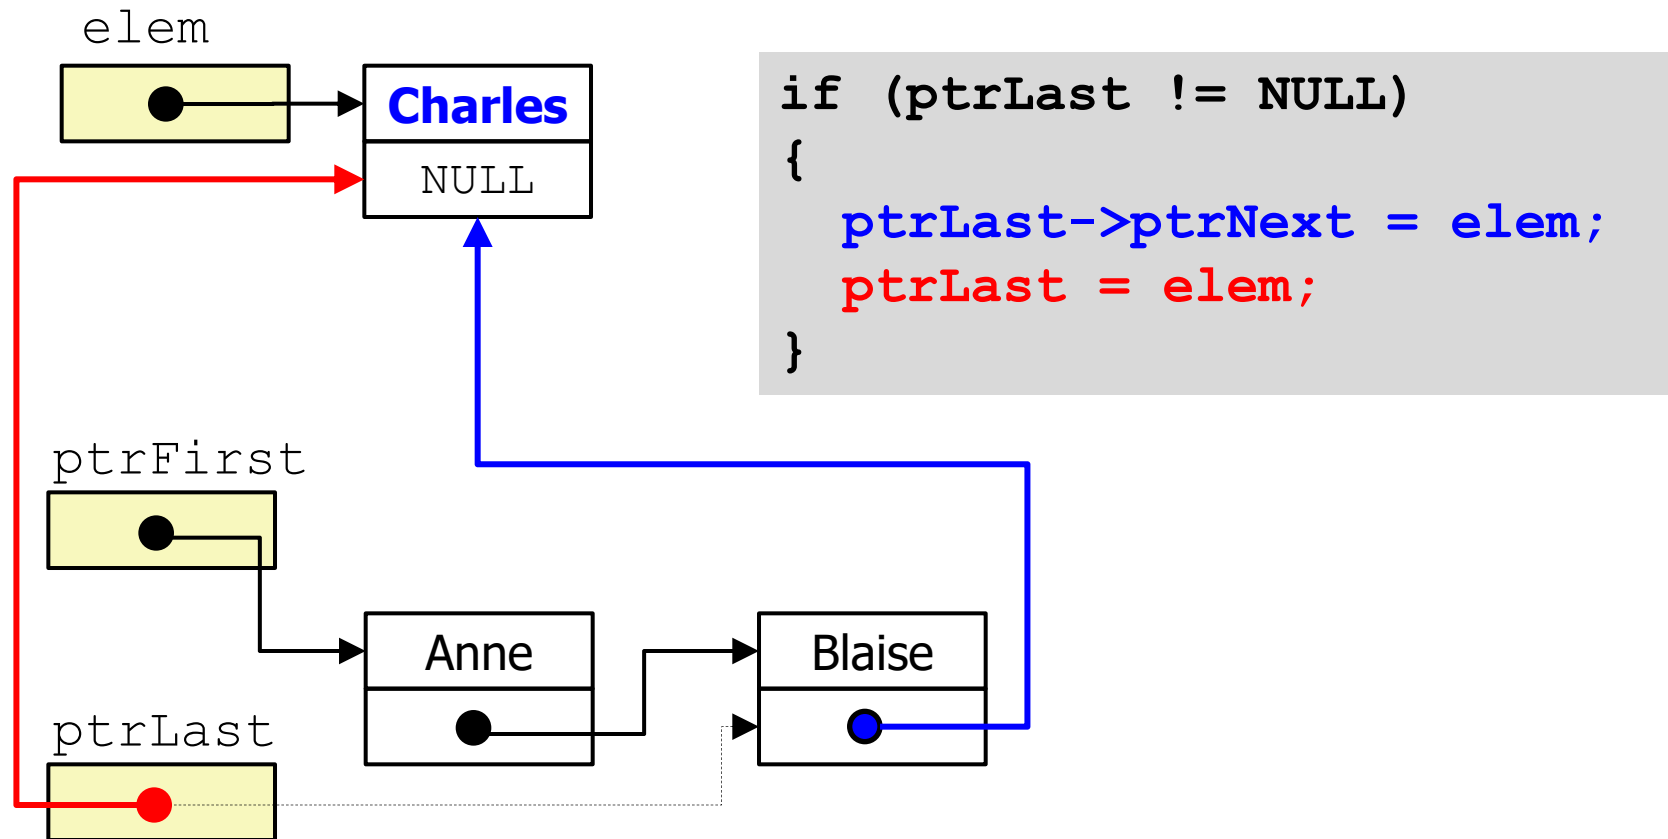 elem
Charles
NULL
if (ptrLast != NULL)
{
ptrLast->ptrNext = elem;
ptrLast = elem;
}
ptrFirst
Anne
Blaise
ptrLast